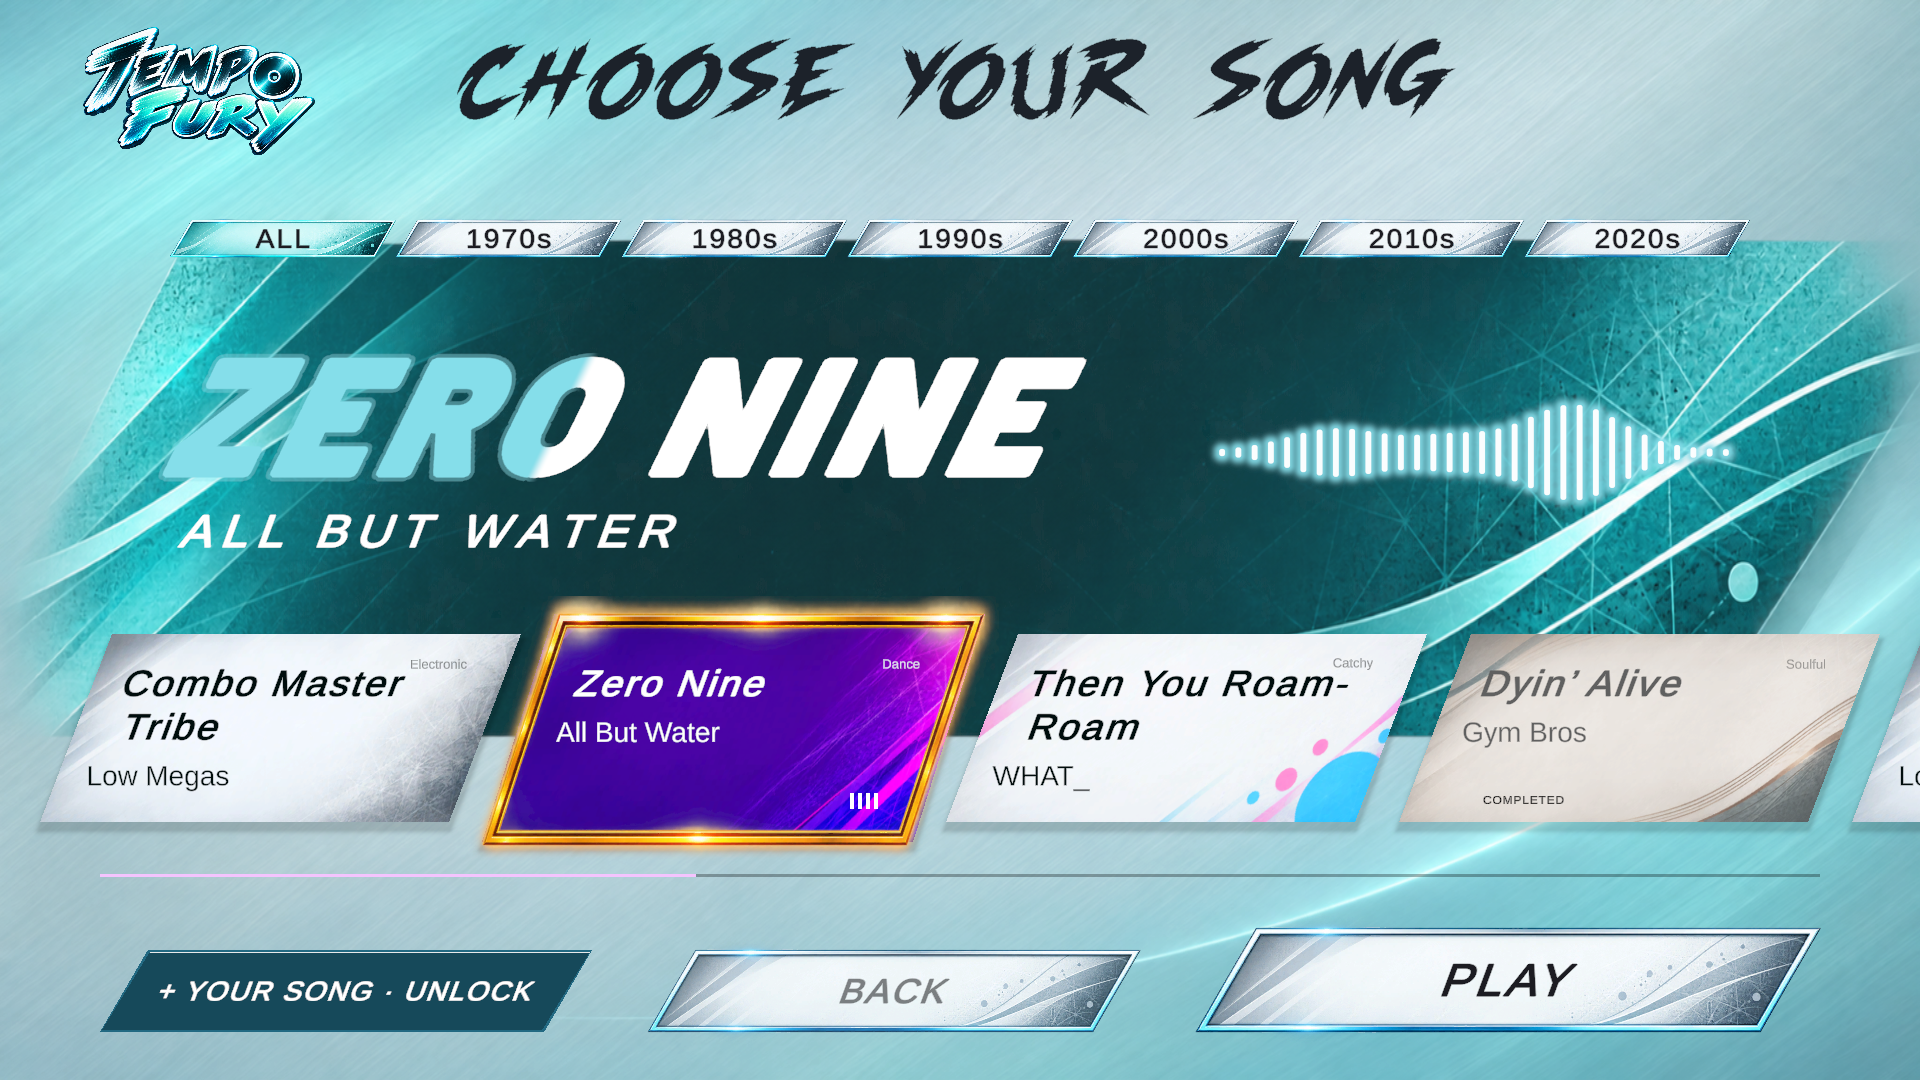 TEMPO
FURY
CHOOSE YOUR SONG
ALL
1970s
1980s
1990s
2000s
2010s
2020s
ZERO NINE
ALL BUT WATER
Combo Master
Tribe
Electronic
Low Megas
Zero Nine
Dance
All But Water
Then You Roam-
Roam
Catchy
WHAT_
Dyin’ Alive
Soulful
Gym Bros
COMPLETED
+ YOUR SONG · UNLOCK
BACK
PLAY